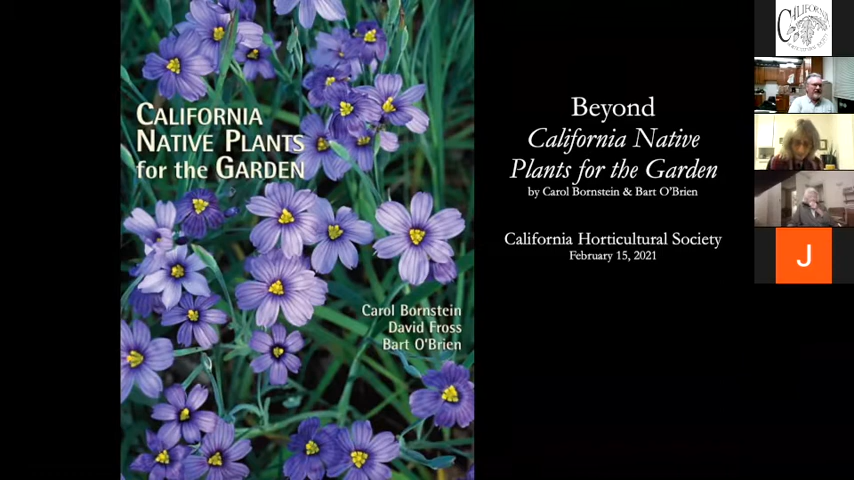 CALIFORNIA
NATIVE PLANTS
for the GARDEN
Carol Bornstein
David Fross
Bart O'Brien
Beyond
California Native
Plants for the Garden
by Carol Bornstein & Bart O'Brien
California Horticultural Society
February 15, 2021
CALIFORNIA
J